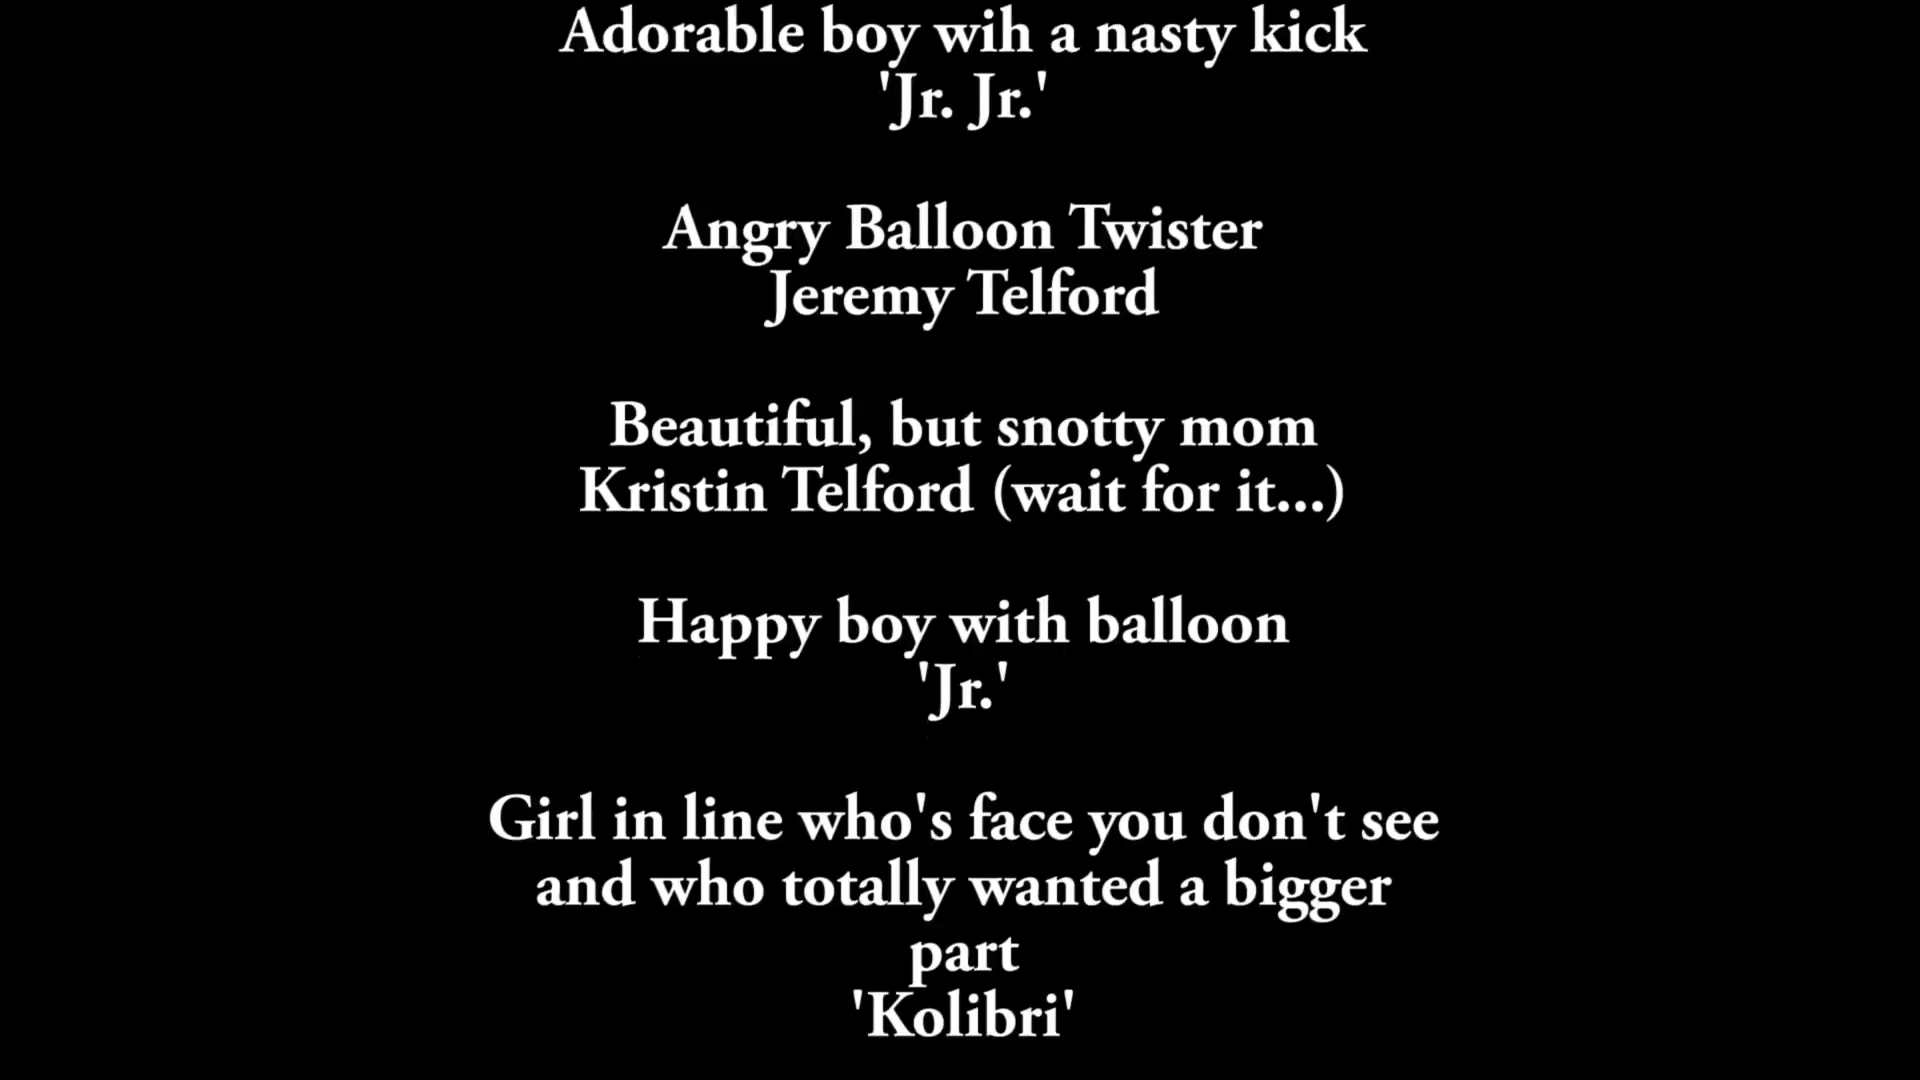 Adorable boy wih a nasty kick
'Jr. Jr.'
Angry Balloon Twister
Jeremy Telford
Beautiful, but snotty mom
Kristin Telford (wait for it...)
Happy boy with balloon
'Jr.'
Girl in line who's face you don't see
and who totally wanted a bigger
part
'Kolibri'